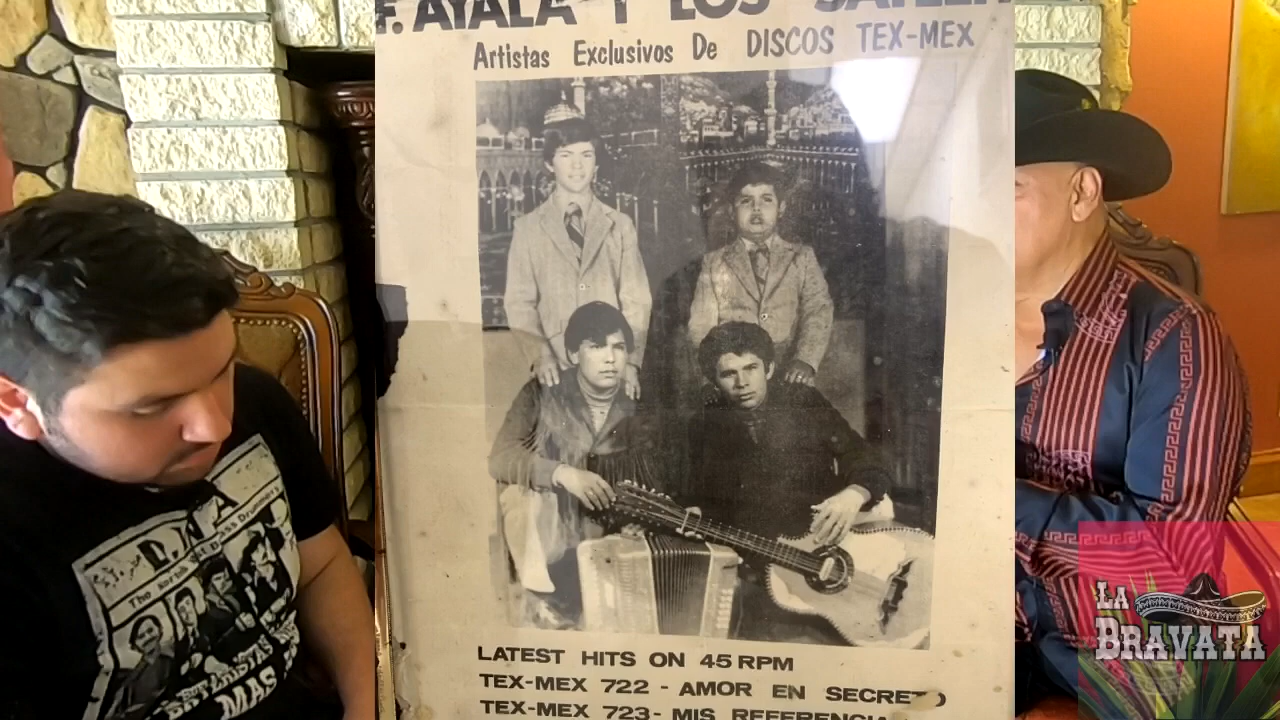 F. AYALA Y LOS
Artistas Exclusivos De DISCOS TEX-MEX
LATEST HITS ON 45 RPM
TEX-MEX 722 - AMOR EN SECRETO
TEX-MEX 723 - MIS
D.N.A
Drummers
MAS
LA
BRAVATA